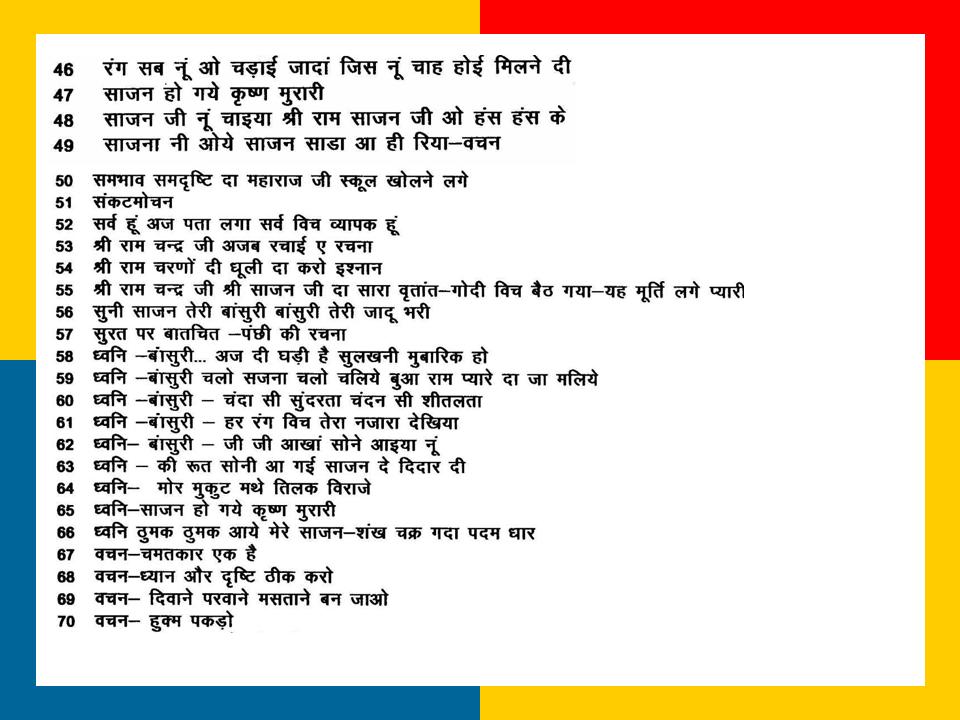 46 रंग सब नूं ओ चड़ाई जादां जिस नूं चाह होई मिलने दी
47 साजन हो गये कृष्ण मुरारी
48 साजन जी नूं चाइया श्री राम साजन जी ओ हंस हंस के
49 साजना नी ओये साजन साडा आ ही रिया–वचन
50 समभाव समदृष्टि दा महाराज जी स्कूल खोलने लगे
51 संकटमोचन
52 सर्व हूं अज पता लगा सर्व विच व्यापक हूं
53 श्री राम चन्द्र जी अजब रचाई ए रचना
54 श्री राम चरणों दी धूली दा करो इश्नान
55 श्री राम चन्द्र जी श्री साजन जी दा सारा वृतांत–गोदी विच बैठ गया–यह मूर्ति लगे प्यारी
56 सुनी साजन तेरी बांसुरी बांसुरी तेरी जादू भरी
57 सुरत पर बातचित –पंछी की रचना
58 ध्वनि –बांसुरी... अज दी घड़ी है सुलखनी मुबारिक हो
59 ध्वनि –बांसुरी चलो सजना चलो चलिये बुआ राम प्यारे दा जा मलिये
60 ध्वनि –बांसुरी – चंदा सी सुंदरता चंदन सी शीतलता
61 ध्वनि –बांसुरी – हर रंग विच तेरा नजारा देखिया
62 ध्वनि– बांसुरी – जी जी आखां सोने आइया नूं
63 ध्वनि – की रूत सोनी आ गई साजन दे दिदार दी
64 ध्वनि– मोर मुकुट मथे तिलक विराजे
65 ध्वनि–साजन हो गये कृष्ण मुरारी
66 ध्वनि ठुमक ठुमक आये मेरे साजन–शंख चक्र गदा पदम धार
67 वचन–चमतकार एक है
68 वचन–ध्यान और दृष्टि ठीक करो
69 वचन– दिवाने परवाने मसताने बन जाओ
70 वचन– हुक्म पकड़ो